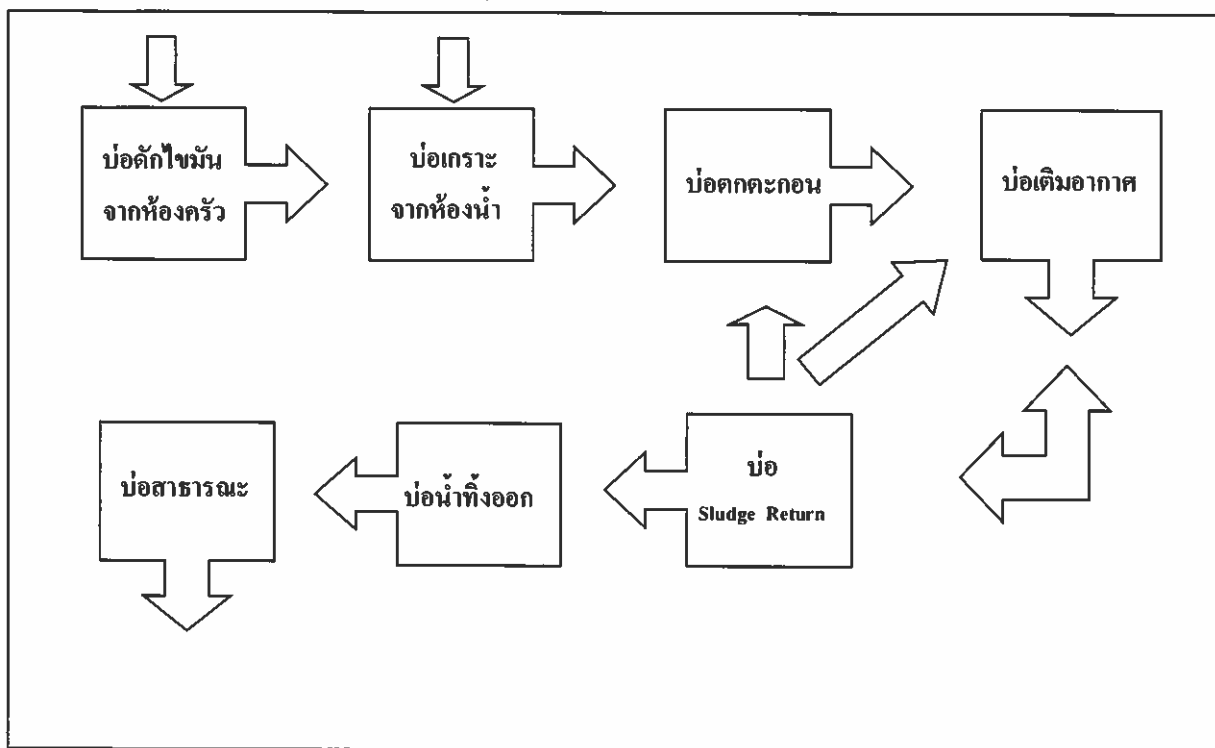 บ่อดักไขมัน
จากห้องครัว
บ่อเกราะ
จากห้องน้ำ
บ่อตกตะกอน
บ่อเติมอากาศ
บ่อสาธารณะ
บ่อน้ำทิ้งออก
บ่อ
Sludge Return